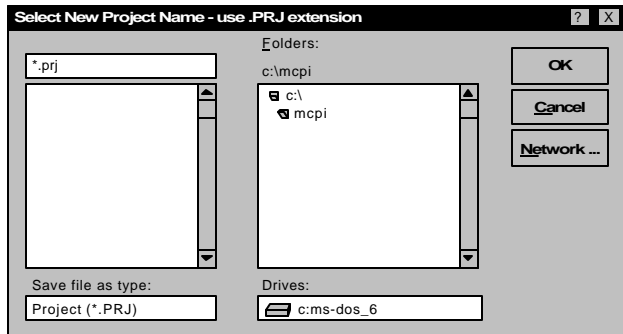 Select New Project Name - use .PRJ extension
? X
*.prj
Folders:
c:\mcpi
c:\
mcpi
OK
Cancel
Network ...
Save file as type:
Project (*.PRJ)
Drives:
c:ms-dos_6